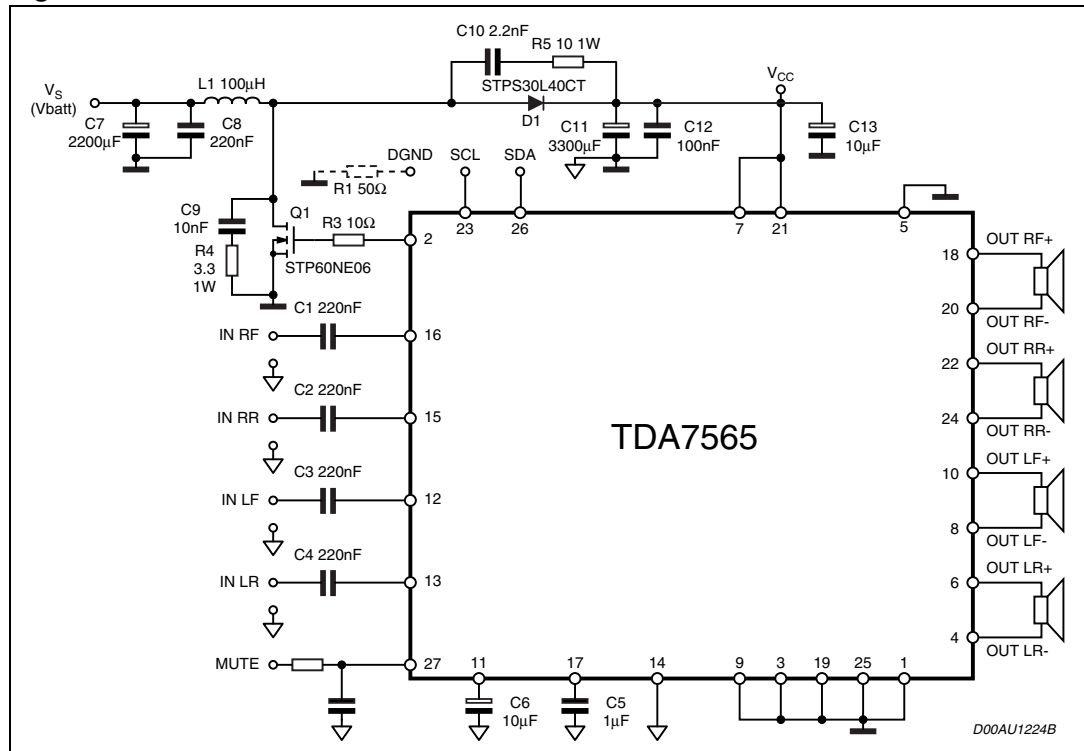 C10 2.2nF
R5 10 1W
STPS30L40CT
D1
L1 100µH
VS
(Vbatt)
C7
2200µF
C8
220nF
VCC
C11
3300µF
C12
100nF
C13
10µF
DGND
SCL
SDA
R1 50Ω
23
26
7
21
5
C9
10nF
R4
3.3
1W
Q1
R3 10Ω
STP60NE06
2
C1 220nF
IN RF
16
C2 220nF
IN RR
15
C3 220nF
IN LF
12
C4 220nF
IN LR
13
MUTE
27
TDA7565
OUT RF+
18
20
OUT RF-
OUT RR+
22
24
OUT RR-
OUT LF+
10
8
OUT LF-
OUT LR+
6
4
OUT LR-
11
17
14
9
3
19
25
1
C6
10µF
C5
1µF
D00AU1224B